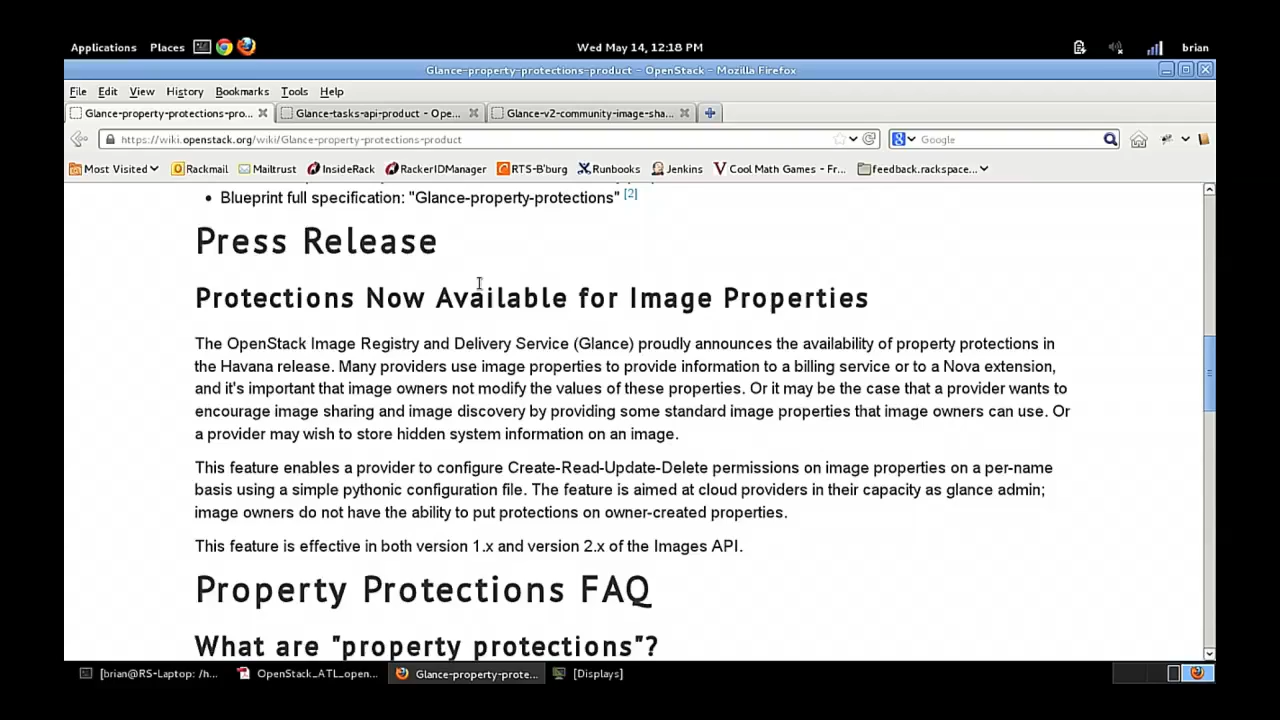 Applications Places Wed May 14, 12:18 PM brian
Glance-property-protections-product - OpenStack - Mozilla Firefox
File Edit View History Bookmarks Tools Help
Glance-property-protections-pro... Glance-tasks-api-product - Ope... Glance-v2-community-image-sha...
https://wiki.openstack.org/wiki/Glance-property-protections-product Google
Most Visited Rackmail Mailtrust InsideRack RackerIDManager RTS-B'burg Runbooks Jenkins Cool Math Games - Fr... feedback.rackspace...
Blueprint full specification: "Glance-property-protections" [2]
Press Release
Protections Now Available for Image Properties
The OpenStack Image Registry and Delivery Service (Glance) proudly announces the availability of property protections in
the Havana release. Many providers use image properties to provide information to a billing service or to a Nova extension,
and it's important that image owners not modify the values of these properties. Or it may be the case that a provider wants to
encourage image sharing and image discovery by providing some standard image properties that image owners can use. Or
a provider may wish to store hidden system information on an image.
This feature enables a provider to configure Create-Read-Update-Delete permissions on image properties on a per-name
basis using a simple pythonic configuration file. The feature is aimed at cloud providers in their capacity as glance admin;
image owners do not have the ability to put protections on owner-created properties.
This feature is effective in both version 1.x and version 2.x of the Images API.
Property Protections FAQ
What are "property protections"?
[brian@RS-Laptop: /h... OpenStack_ATL_open... Glance-property-prote... [Displays]